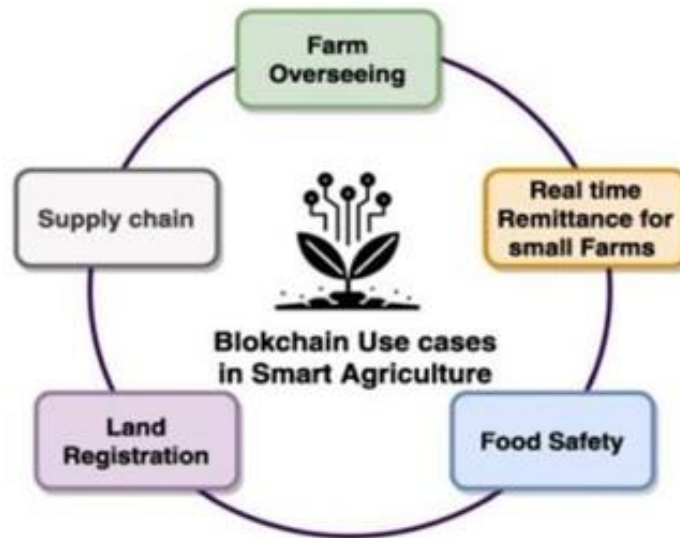 Farm
Overseeing
Supply chain
Real time
Remittance for
small Farms
Blokchain Use cases
in Smart Agriculture
Land
Registration
Food Safety